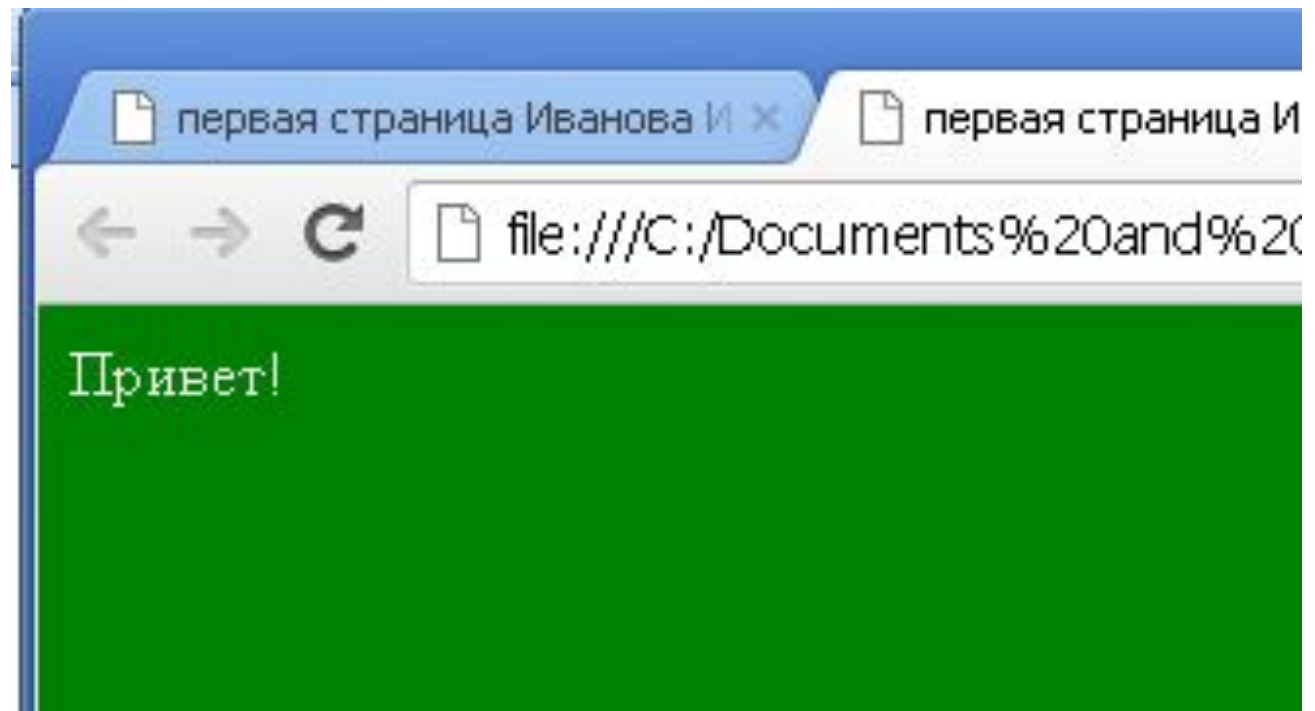 первая страница Иванова И
первая страница И
file:///C:/Documents%20and%20
Привет!